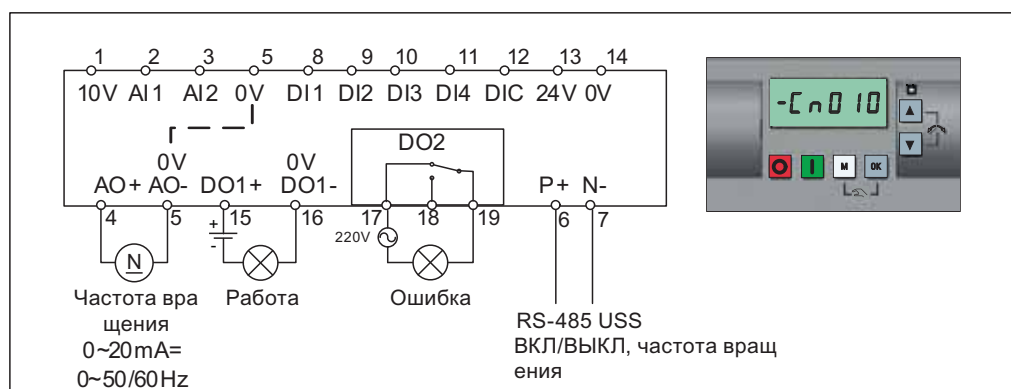 1 2 3 5 8 9 10 11 12 13 14
10V AI1 AI2 0V DI1 DI2 DI3 DI4 DIC 24V 0V
-Cn010
DO2
0V 0V
AO+ AO- DO1+ DO1- P+ N-
4 5 15 16 17 18 19 6 7
+
-
220V
N
M OK
Частота вра
щения
0~20mA=
0~50/60Hz
Работа
Ошибка
RS-485 USS
ВКЛ/ВЫКЛ, частота вращ
ения